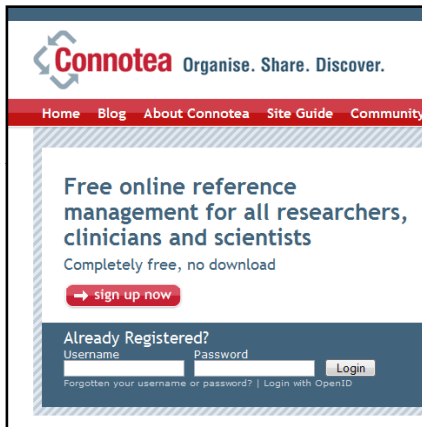 Connotea Organise. Share. Discover.
Home Blog About Connotea Site Guide Community
Free online reference
management for all researchers,
clinicians and scientists
Completely free, no download
→ sign up now
Already Registered?
Username Password
Login
Forgotten your username or password? | Login with OpenID